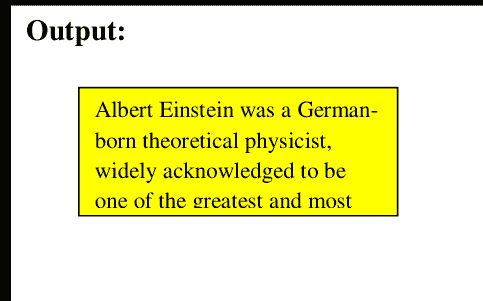 Output:
Albert Einstein was a German-
born theoretical physicist,
widely acknowledged to be
one of the greatest and most